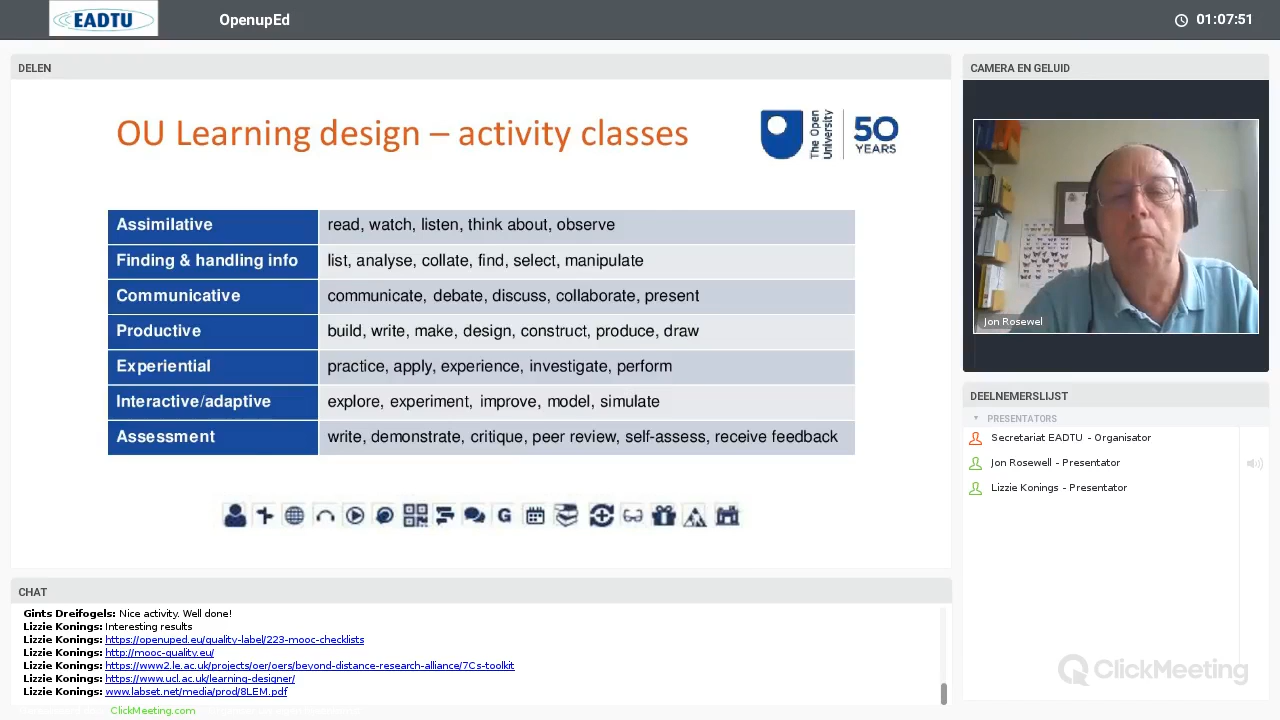 EADTU
OpenupEd
01:07:51
DELEN
OU Learning design – activity classes
The Open University
50 YEARS
Assimilative read, watch, listen, think about, observe
Finding & handling info list, analyse, collate, find, select, manipulate
Communicative communicate, debate, discuss, collaborate, present
Productive build, write, make, design, construct, produce, draw
Experiential practice, apply, experience, investigate, perform
Interactive/adaptive explore, experiment, improve, model, simulate
Assessment write, demonstrate, critique, peer review, self-assess, receive feedback
G
CAMERA EN GELUID
Jon Rosewel
DEELNEMERSLIJST
PRESENTATORS
Secretariat EADTU - Organisator
Jon Rosewell - Presentator
Lizzie Konings - Presentator
CHAT
Gints Dreifogels: Nice activity. Well done!
Lizzie Konings: Interesting results
Lizzie Konings: https://openuped.eu/quality-label/223-mooc-checklists
Lizzie Konings: http://mooc-quality.eu/
Lizzie Konings: https://www2.le.ac.uk/projects/oer/oers/beyond-distance-research-alliance/7Cs-toolkit
Lizzie Konings: https://www.ucl.ac.uk/learning-designer/
Lizzie Konings: www.labset.net/media/prod/8LEM.pdf
ClickMeeting.com
ClickMeeting